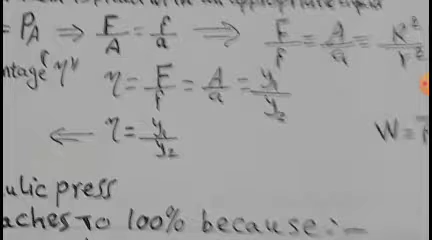 = P_A ⇒ F/A = f/a ⇒ F/f = A/a = R²/r²
ntage η = F/f = A/a = y₁/y₂
⇐ η = y₁/y₂ W =
ulic press
aches To 100% because :-